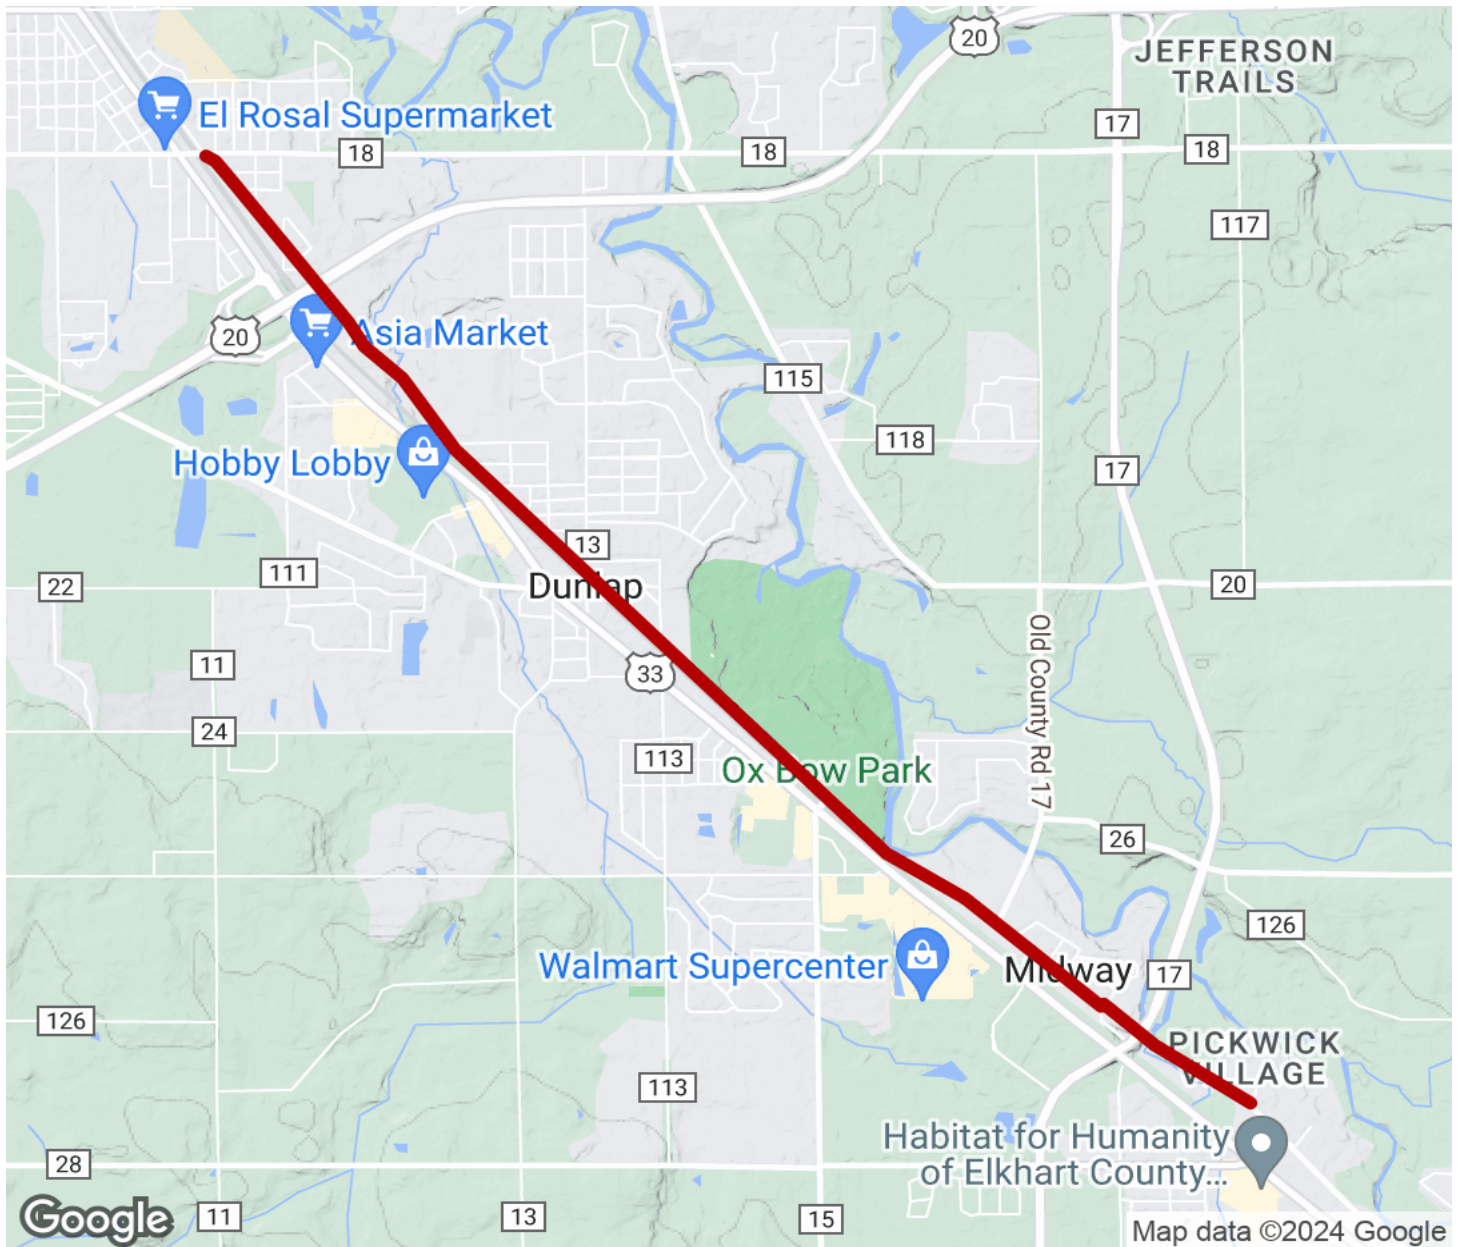 20
JEFFERSON
TRAILS
El Rosal Supermarket
17
18
18
18
117
20
Asia Market
115
118
Hobby Lobby
17
13
22
111
Dunlap
20
Old County Rd 17
11
33
24
113
Ox Bow Park
26
126
Walmart Supercenter
Midway
17
126
PICKWICK
VILLAGE
113
Habitat for Humanity
of Elkhart County...
28
Google
11
13
15
Map data ©2024 Google